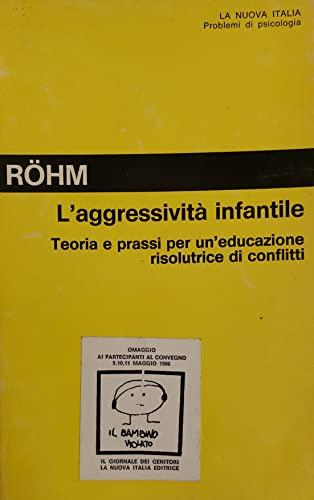 LA NUOVA ITALIA
Problemi di psicologia
RÖHM
L'aggressività infantile
Teoria e prassi per un'educazione
risolutrice di conflitti
OMAGGIO
AI PARTECIPANTI AL CONVEGNO
9.10.11 MAGGIO 1986
IL BAMBINO
VIOLATO
IL GIORNALE DEI GENITORI
LA NUOVA ITALIA EDITRICE